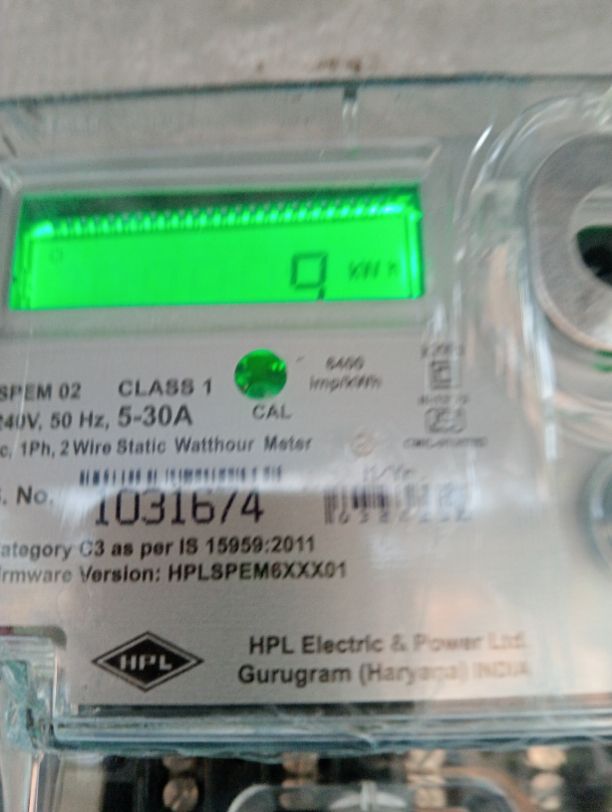 9 kWh
SPEM 02 CLASS 1
6400
imp/kWh
240V, 50 Hz, 5-30A
CAL
c, 1Ph, 2 Wire Static Watthour Meter
S. No. 1031674
ategory C3 as per IS 15959:2011
rmware Version: HPLSPEM6XXX01
HPL
HPL Electric & Power Ltd.
Gurugram (Haryana) INDIA